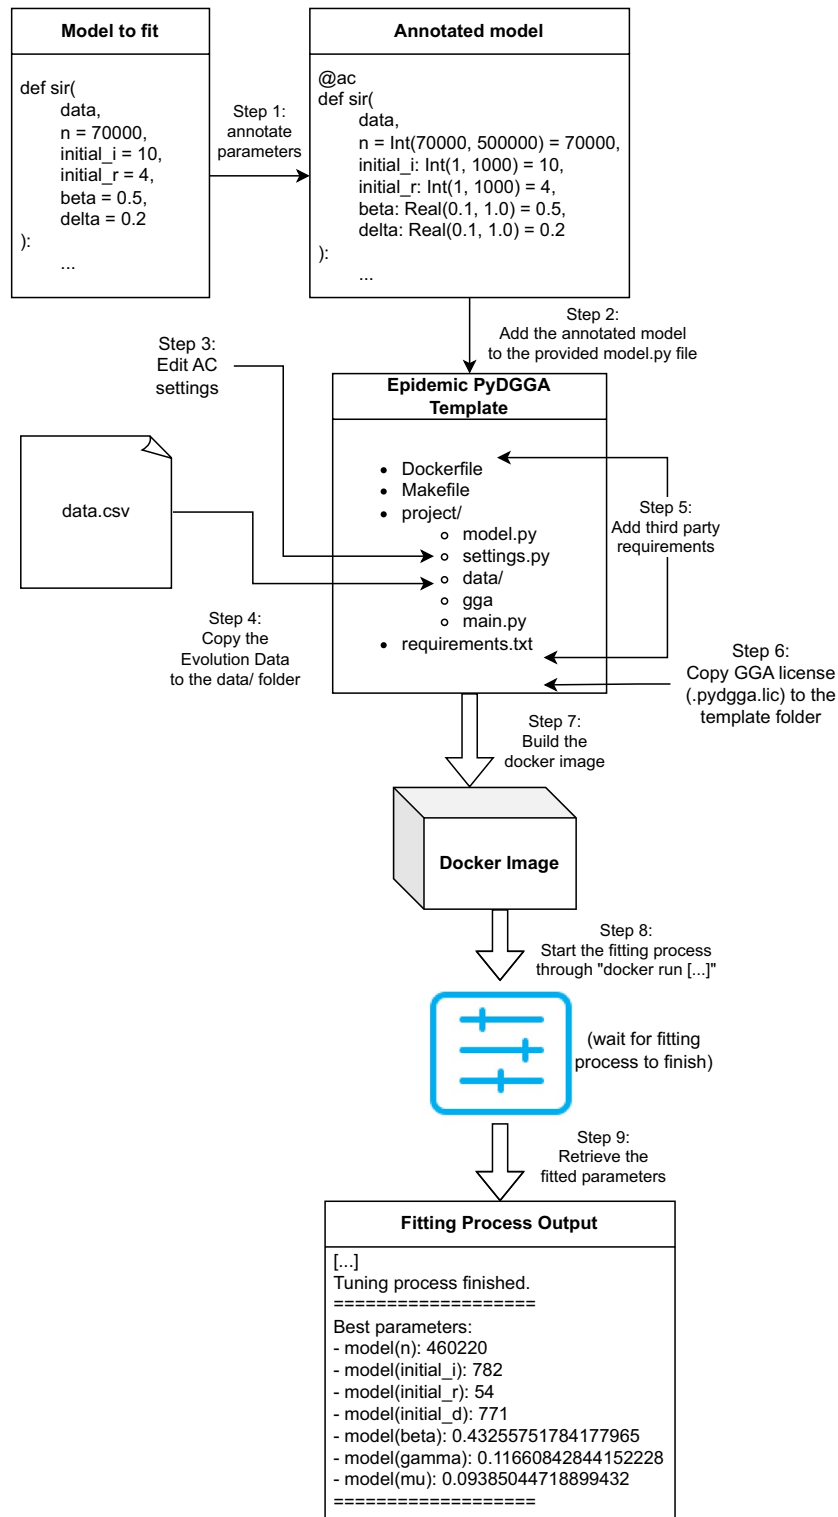 Model to fit
def sir(
data,
n = 70000,
initial_i = 10,
initial_r = 4,
beta = 0.5,
delta = 0.2
):
...
Step 1:
annotate
parameters
Annotated model
@ac
def sir(
data,
n = Int(70000, 500000) = 70000,
initial_i: Int(1, 1000) = 10,
initial_r: Int(1, 1000) = 4,
beta: Real(0.1, 1.0) = 0.5,
delta: Real(0.1, 1.0) = 0.2
):
...
Step 2:
Add the annotated model
to the provided model.py file
Step 3:
Edit AC
settings
Epidemic PyDGGA
Template
• Dockerfile
• Makefile
• project/
○ model.py
○ settings.py
○ data/
○ gga
○ main.py
• requirements.txt
data.csv
Step 4:
Copy the
Evolution Data
to the data/ folder
Step 5:
Add third party
requirements
Step 6:
Copy GGA license
(.pydgga.lic) to the
template folder
Step 7:
Build the
docker image
Docker Image
Step 8:
Start the fitting process
through "docker run [...]"
(wait for fitting
process to finish)
Step 9:
Retrieve the
fitted parameters
Fitting Process Output
[...]
Tuning process finished.
===================
Best parameters:
- model(n): 460220
- model(initial_i): 782
- model(initial_r): 54
- model(initial_d): 771
- model(beta): 0.43255751784177965
- model(gamma): 0.11660842844152228
- model(mu): 0.09385044718899432
===================